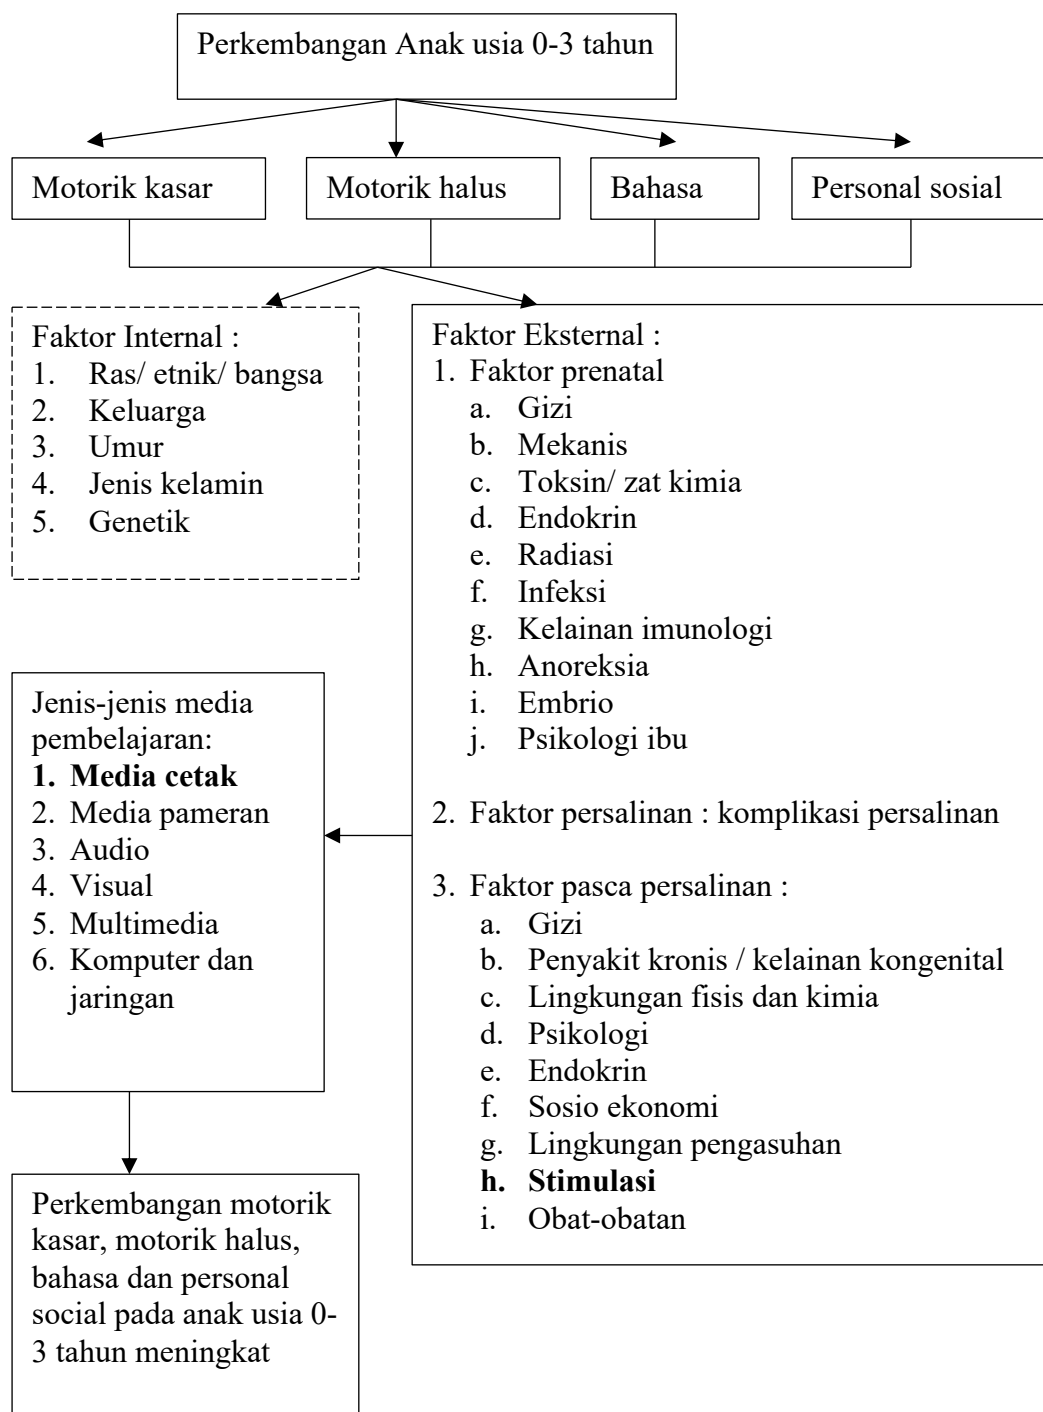 Perkembangan Anak usia 0-3 tahun
Motorik kasar
Motorik halus
Bahasa
Personal sosial
Faktor Internal :
1. Ras/ etnik/ bangsa
2. Keluarga
3. Umur
4. Jenis kelamin
5. Genetik
Faktor Eksternal :
1. Faktor prenatal
a. Gizi
b. Mekanis
c. Toksin/ zat kimia
d. Endokrin
e. Radiasi
f. Infeksi
g. Kelainan imunologi
h. Anoreksia
i. Embrio
j. Psikologi ibu
2. Faktor persalinan : komplikasi persalinan
3. Faktor pasca persalinan :
a. Gizi
b. Penyakit kronis / kelainan kongenital
c. Lingkungan fisis dan kimia
d. Psikologi
e. Endokrin
f. Sosio ekonomi
g. Lingkungan pengasuhan
h. Stimulasi
i. Obat-obatan
Jenis-jenis media
pembelajaran:
1. Media cetak
2. Media pameran
3. Audio
4. Visual
5. Multimedia
6. Komputer dan
jaringan
Perkembangan motorik
kasar, motorik halus,
bahasa dan personal
social pada anak usia 0-
3 tahun meningkat